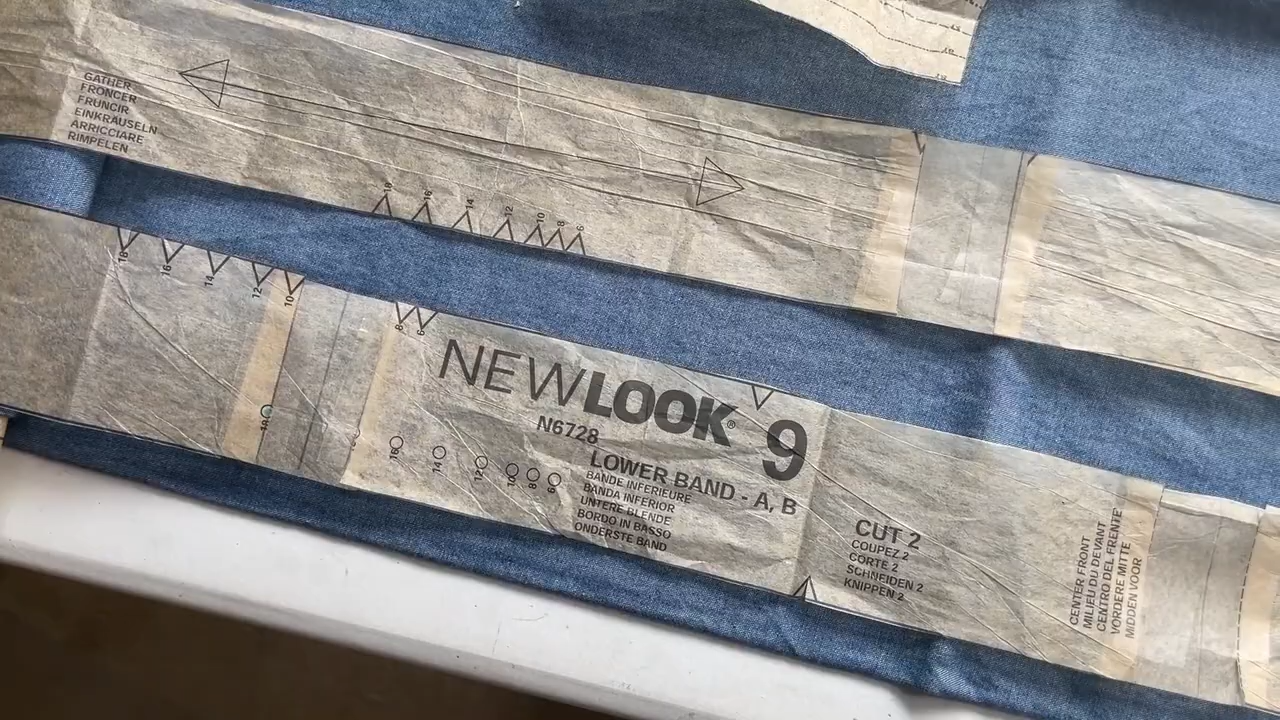 GATHER
FRONCER
FRUNCIR
EINKRÄUSELN
ARRICCIARE
RIMPELEN
18 16 14 12 10 8 6
18 16 14 12 10 8 6
NEW LOOK® 9
N6728
LOWER BAND - A, B
BANDE INFERIEURE
BANDA INFERIOR
UNTERE BLENDE
BORDO IN BASSO
ONDERSTE BAND
16 14 12 10 8 6
CUT 2
COUPEZ 2
CORTE 2
SCHNEIDEN 2
KNIPPEN 2
CENTER FRONT
MILIEU DU DEVANT
CENTRO DEL FRENTE
VORDERE MITTE
MIDDEN VOOR